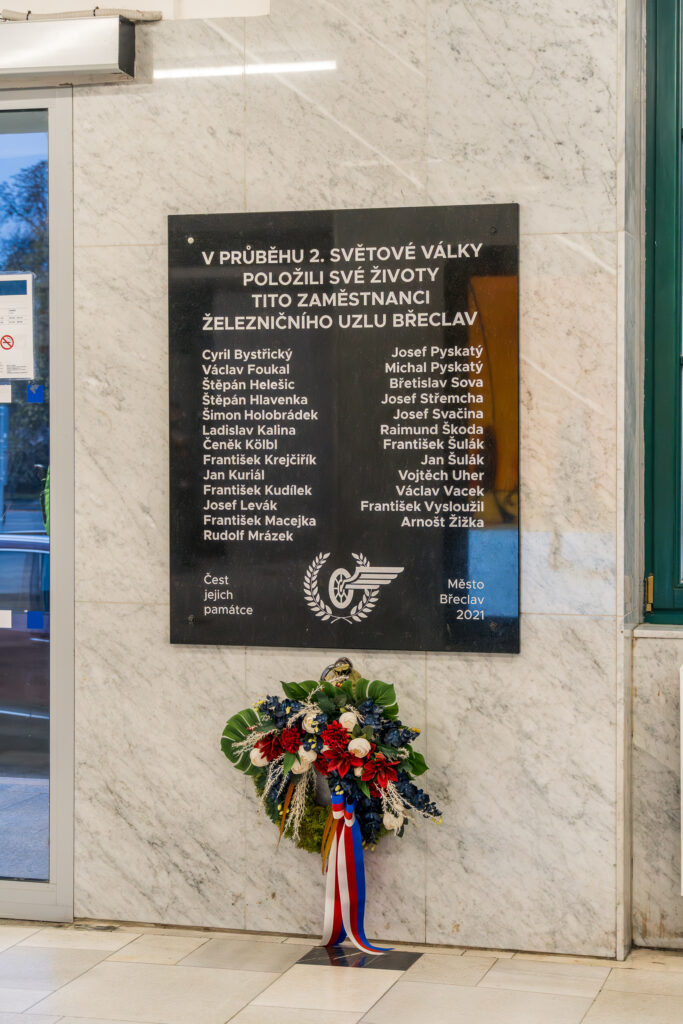 V PRŮBĚHU 2. SVĚTOVÉ VÁLKY
POLOŽILI SVÉ ŽIVOTY
TITO ZAMĚSTNANCI
ŽELEZNIČNÍHO UZLU BŘECLAV
Cyril Bystřický
Václav Foukal
Štěpán Helešic
Štěpán Hlavenka
Šimon Holobrádek
Ladislav Kalina
Čeněk Kölbl
František Krejčiřík
Jan Kuriál
František Kudílek
Josef Levák
František Macejka
Rudolf Mrázek
Josef Pyskatý
Michal Pyskatý
Břetislav Sova
Josef Střemcha
Josef Svačina
Raimund Škoda
František Šulák
Jan Šulák
Vojtěch Uher
Václav Vacek
František Vysloužil
Arnošt Žižka
Čest
jejich
památce
Město
Břeclav
2021